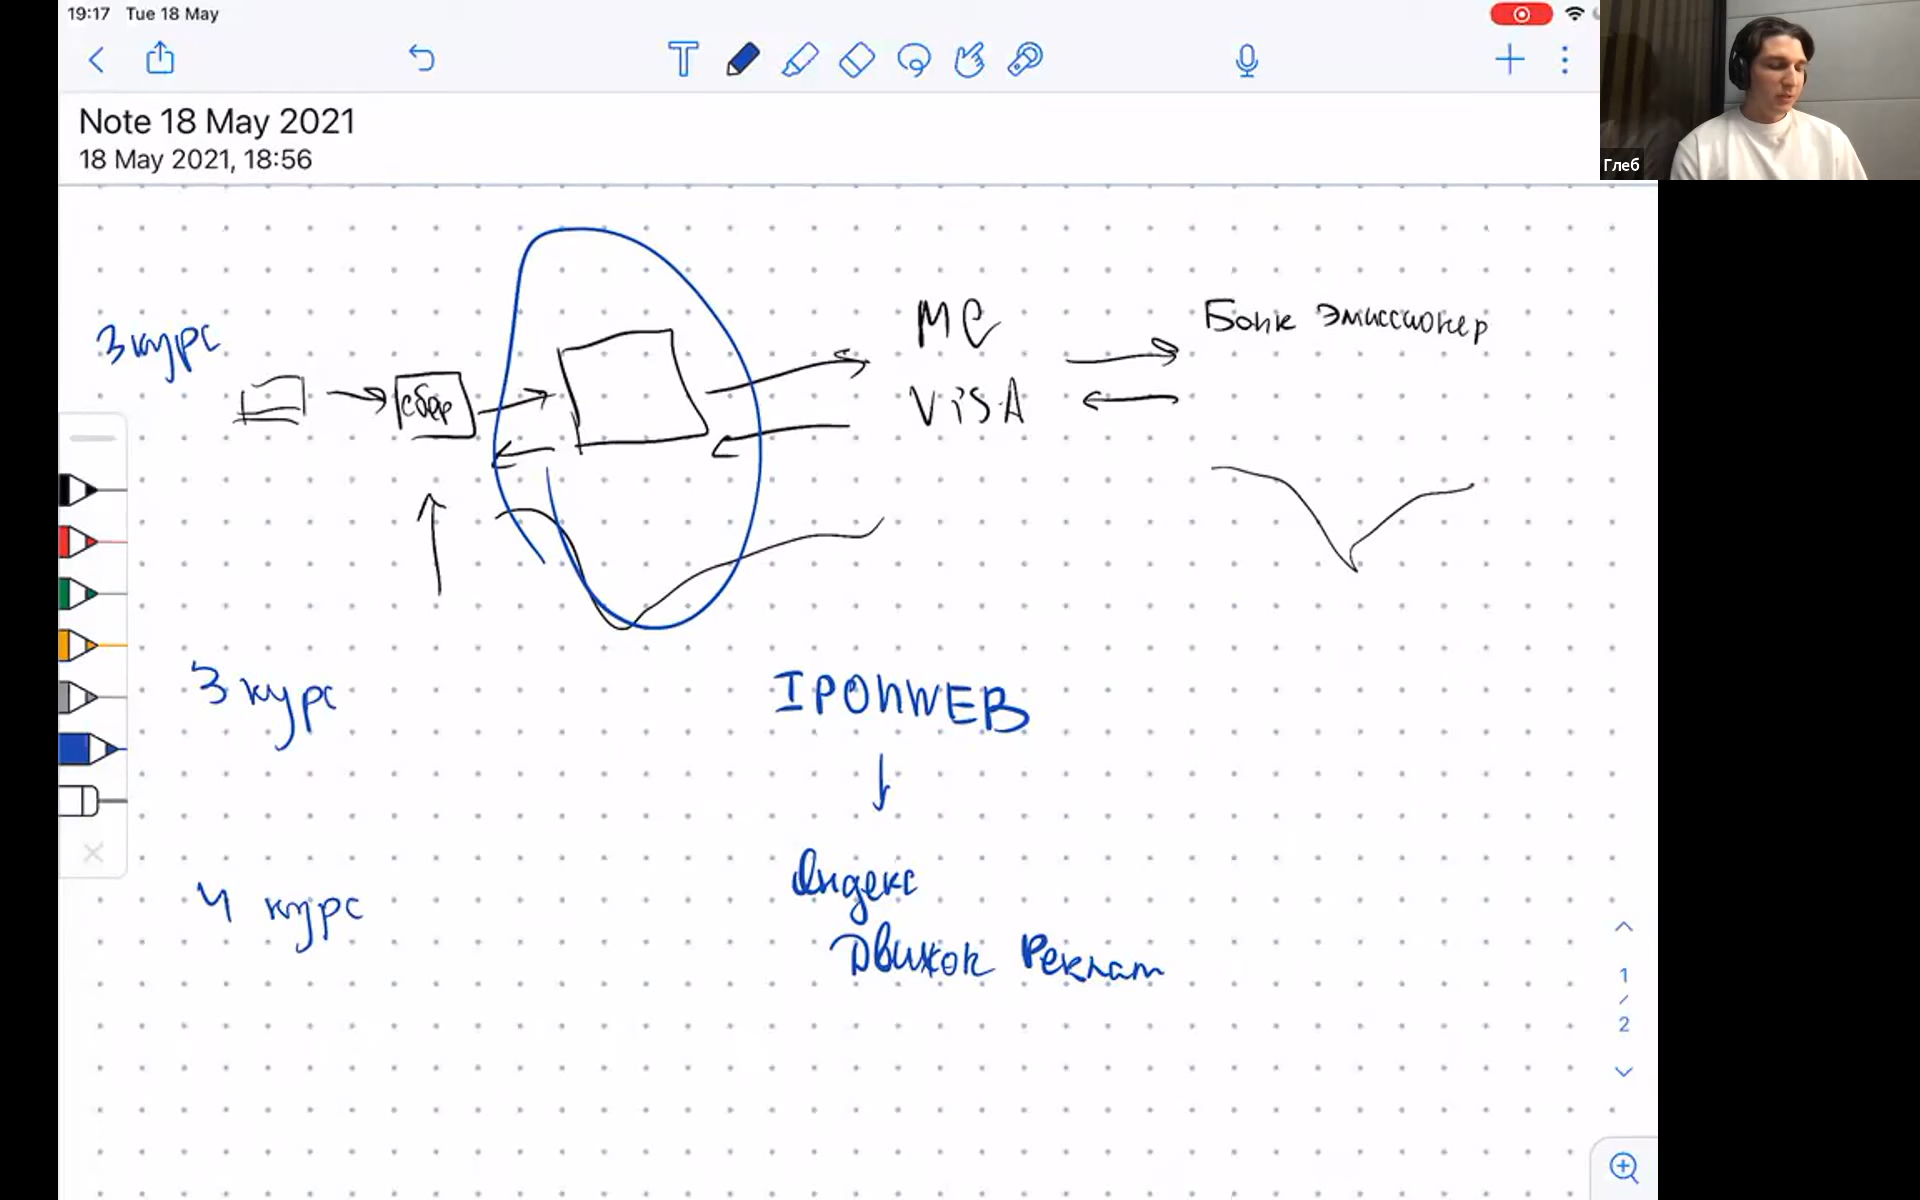 19:17 Tue 18 May
Глеб
Note 18 May 2021
18 May 2021, 18:56
3 курс
сбер
MC
ViSA
Банк эмиссионер
3 курс
IPONWEB
4 курс
Яндекс
Движок Реклам
1
/
2